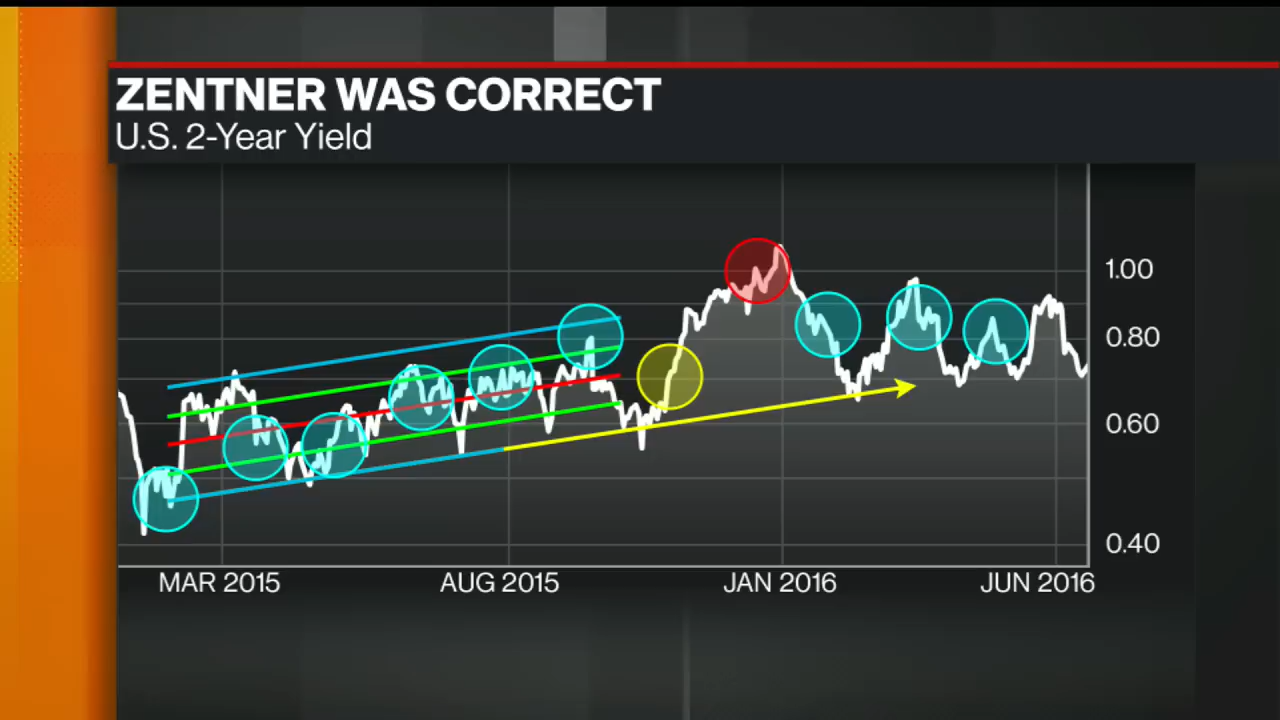 ZENTNER WAS CORRECT
U.S. 2-Year Yield
1.00
0.80
0.60
0.40
MAR 2015 AUG 2015 JAN 2016 JUN 2016